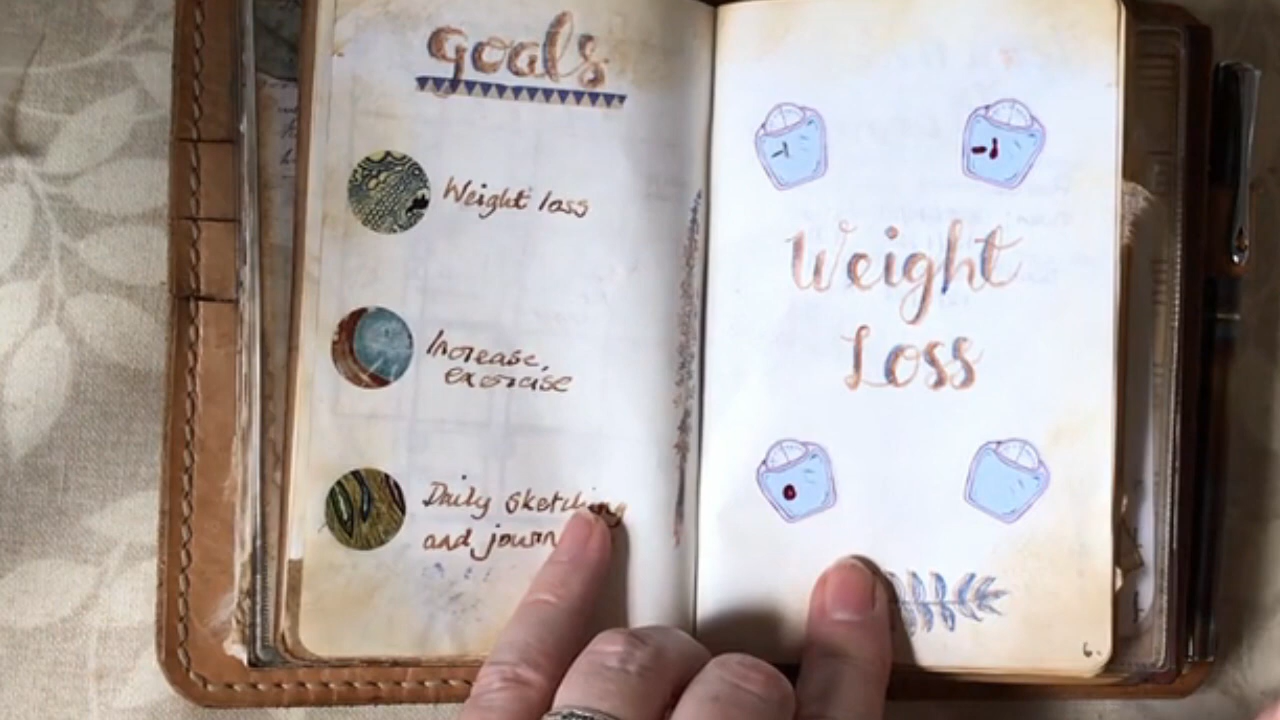 goals
Weight loss
Increase
exercise
Daily sketching
and journ
Weight
Loss
6.